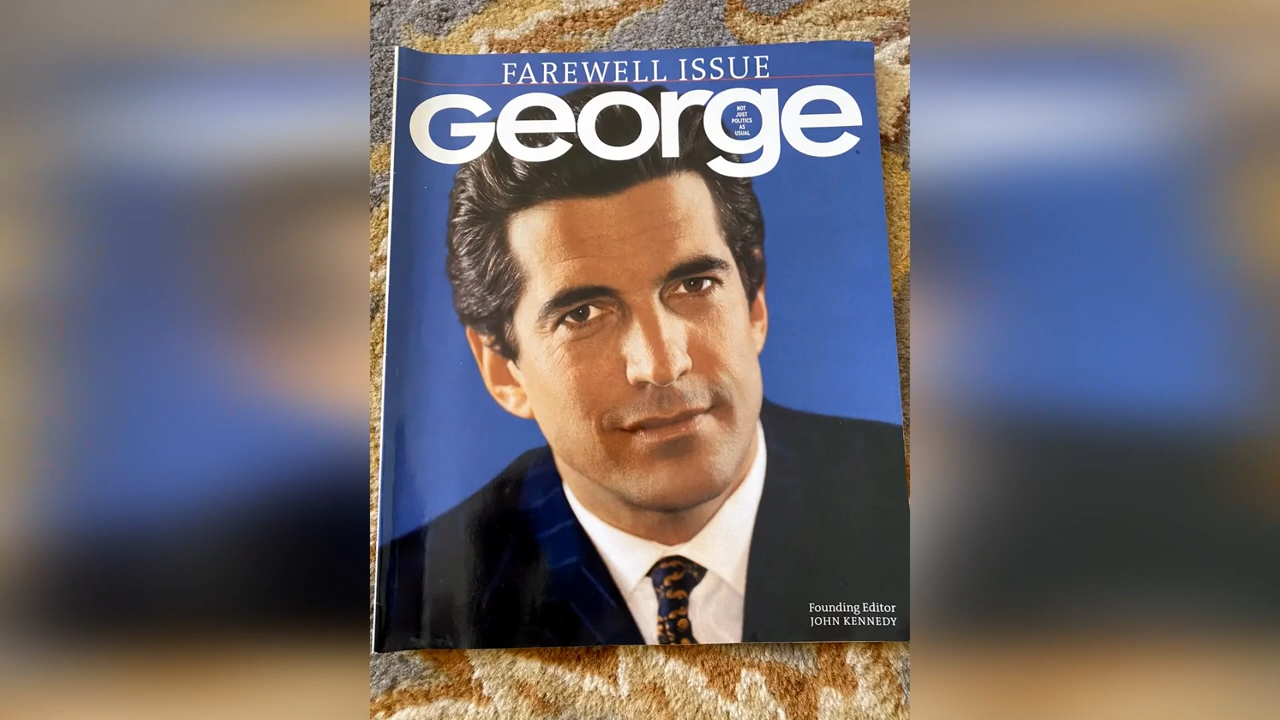 FAREWELL ISSUE
George
NOT
JUST
POLITICS
AS
USUAL
Founding Editor
JOHN KENNEDY